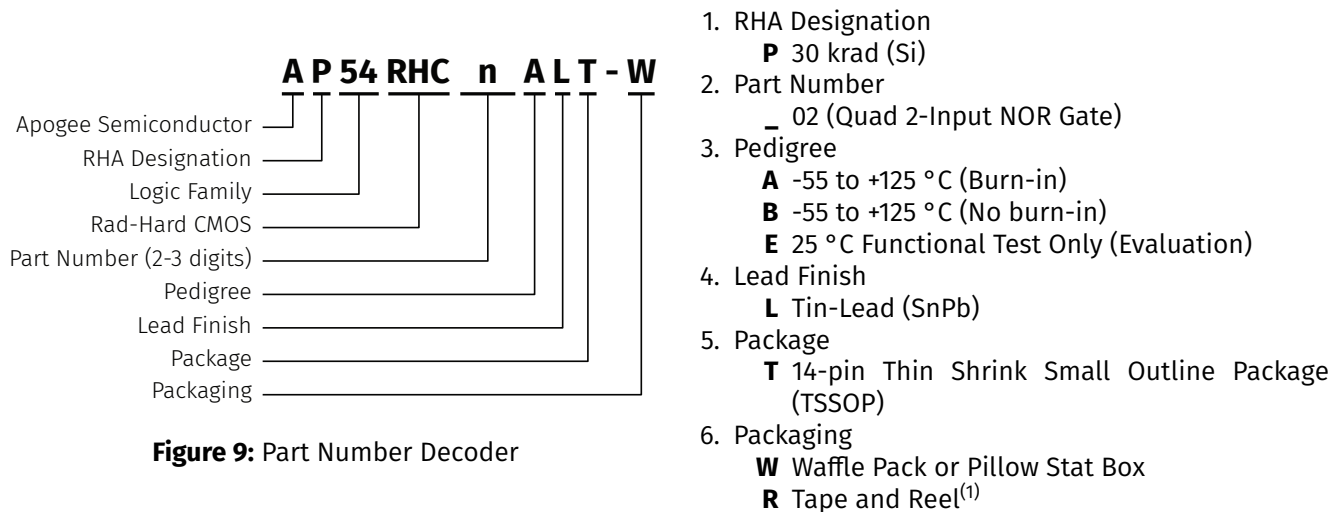 A P 54 RHC n A L T - W
Apogee Semiconductor
RHA Designation
Logic Family
Rad-Hard CMOS
Part Number (2-3 digits)
Pedigree
Lead Finish
Package
Packaging
Figure 9: Part Number Decoder
1. RHA Designation
P 30 krad (Si)
2. Part Number
_ 02 (Quad 2-Input NOR Gate)
3. Pedigree
A -55 to +125 °C (Burn-in)
B -55 to +125 °C (No burn-in)
E 25 °C Functional Test Only (Evaluation)
4. Lead Finish
L Tin-Lead (SnPb)
5. Package
T 14-pin Thin Shrink Small Outline Package
(TSSOP)
6. Packaging
W Waffle Pack or Pillow Stat Box
R Tape and Reel(1)